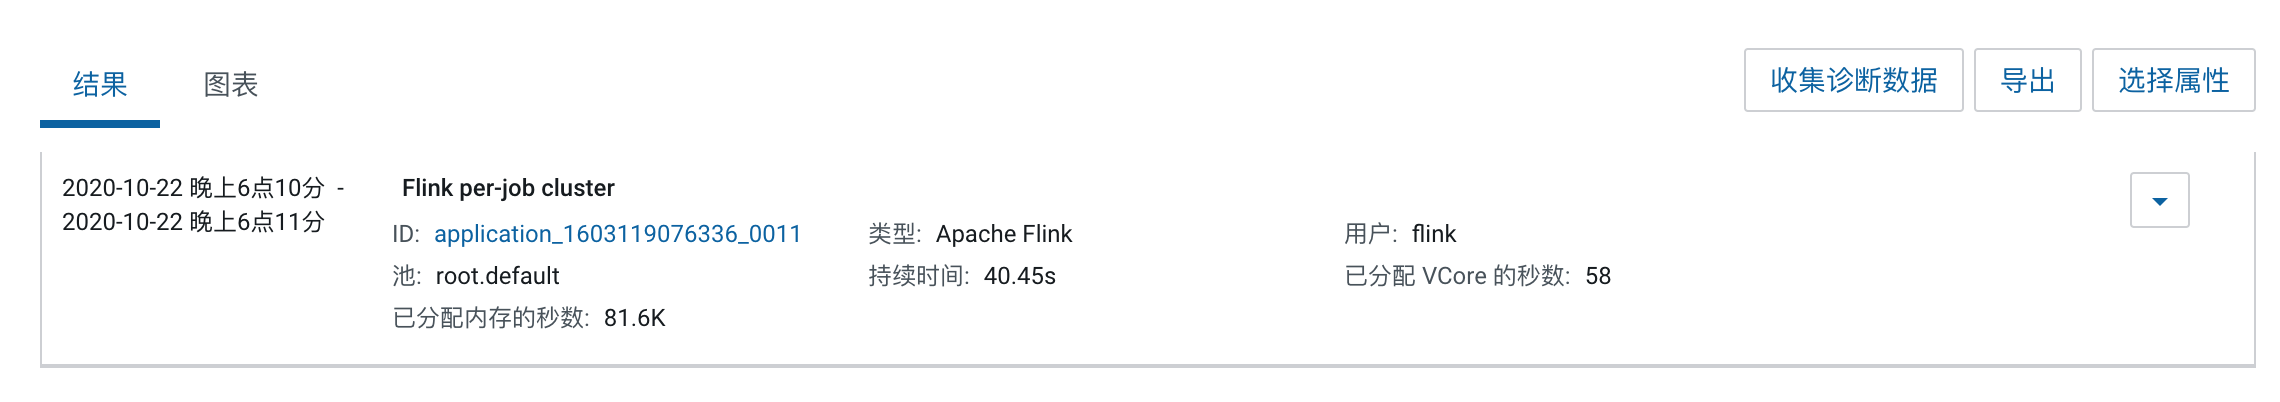 结果 图表 收集诊断数据 导出 选择属性
2020-10-22 晚上6点10分 -
2020-10-22 晚上6点11分
Flink per-job cluster
ID: application_1603119076336_0011 类型: Apache Flink 用户: flink
池: root.default 持续时间: 40.45s 已分配 VCore 的秒数: 58
已分配内存的秒数: 81.6K